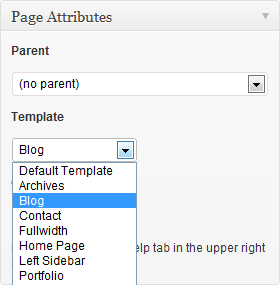 Page Attributes
Parent
(no parent)
Template
Blog
Default Template
Archives
Blog
Contact
Fullwidth
Home Page
Left Sidebar
Portfolio
elp tab in the upper right